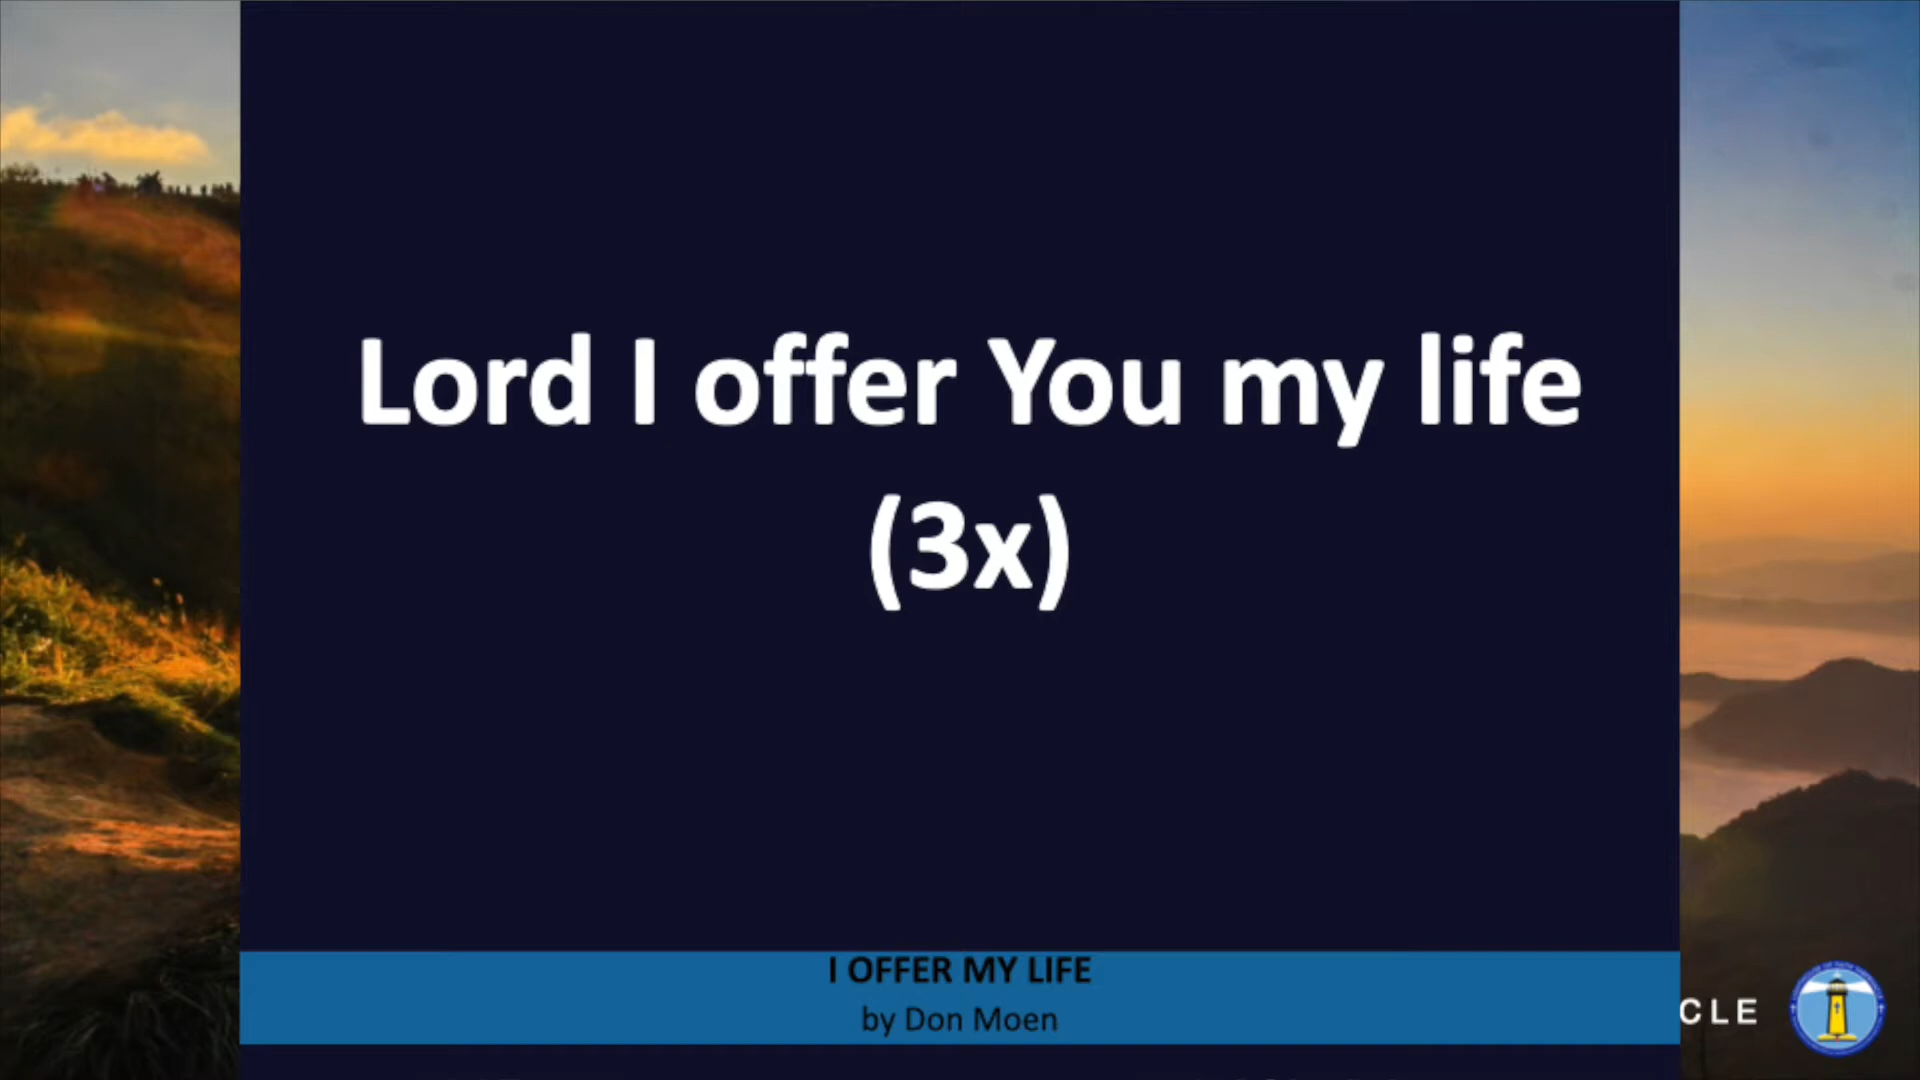 Lord I offer You my life
(3x)
I OFFER MY LIFE
by Don Moen
CLE